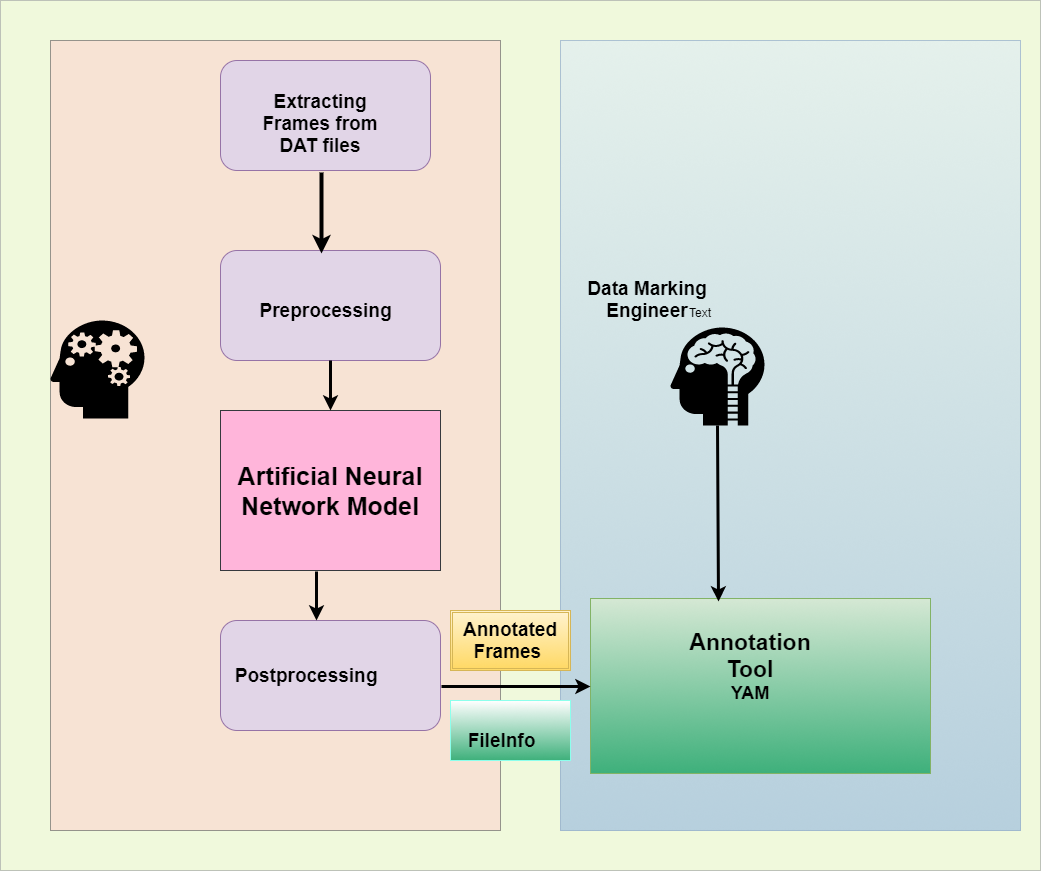 Extracting
Frames from
DAT files
Preprocessing
Artificial Neural
Network Model
Postprocessing
Annotated
Frames
FileInfo
Data Marking
Engineer Text
Annotation
Tool
YAM